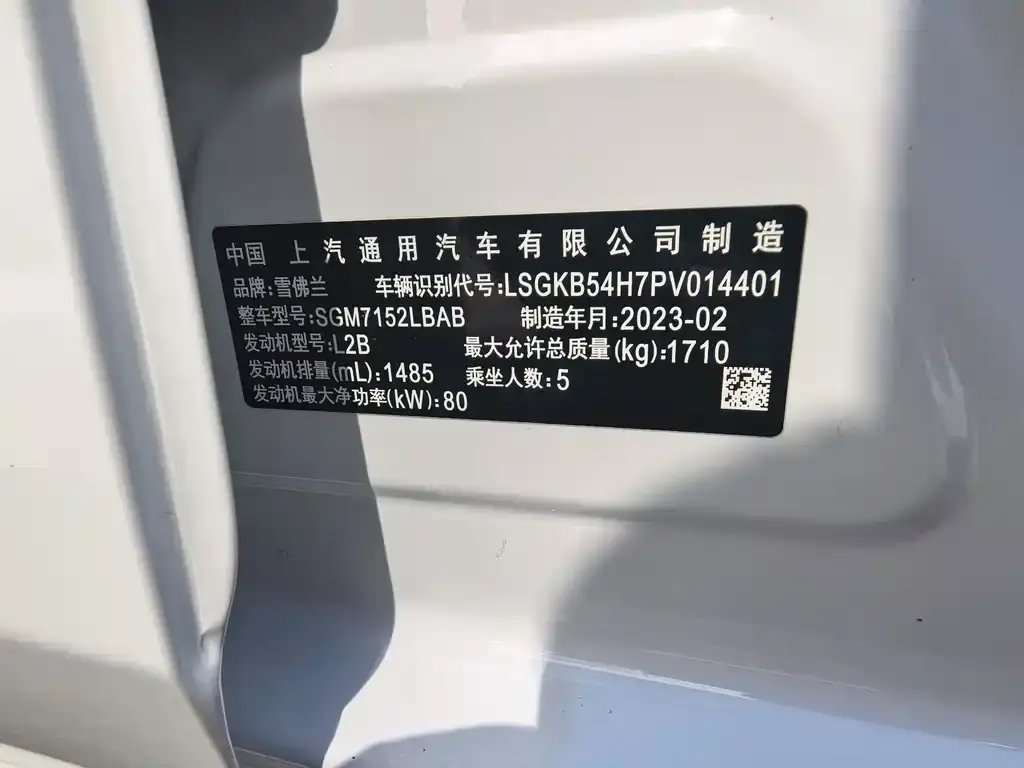 中国 上汽通用汽车有限公司制造
品牌:雪佛兰 车辆识别代号:LSGKB54H7PV014401
整车型号:SGM7152LBAB 制造年月:2023-02
发动机型号:L2B 最大允许总质量(kg):1710
发动机排量(mL):1485 乘坐人数:5
发动机最大净功率(kW):80